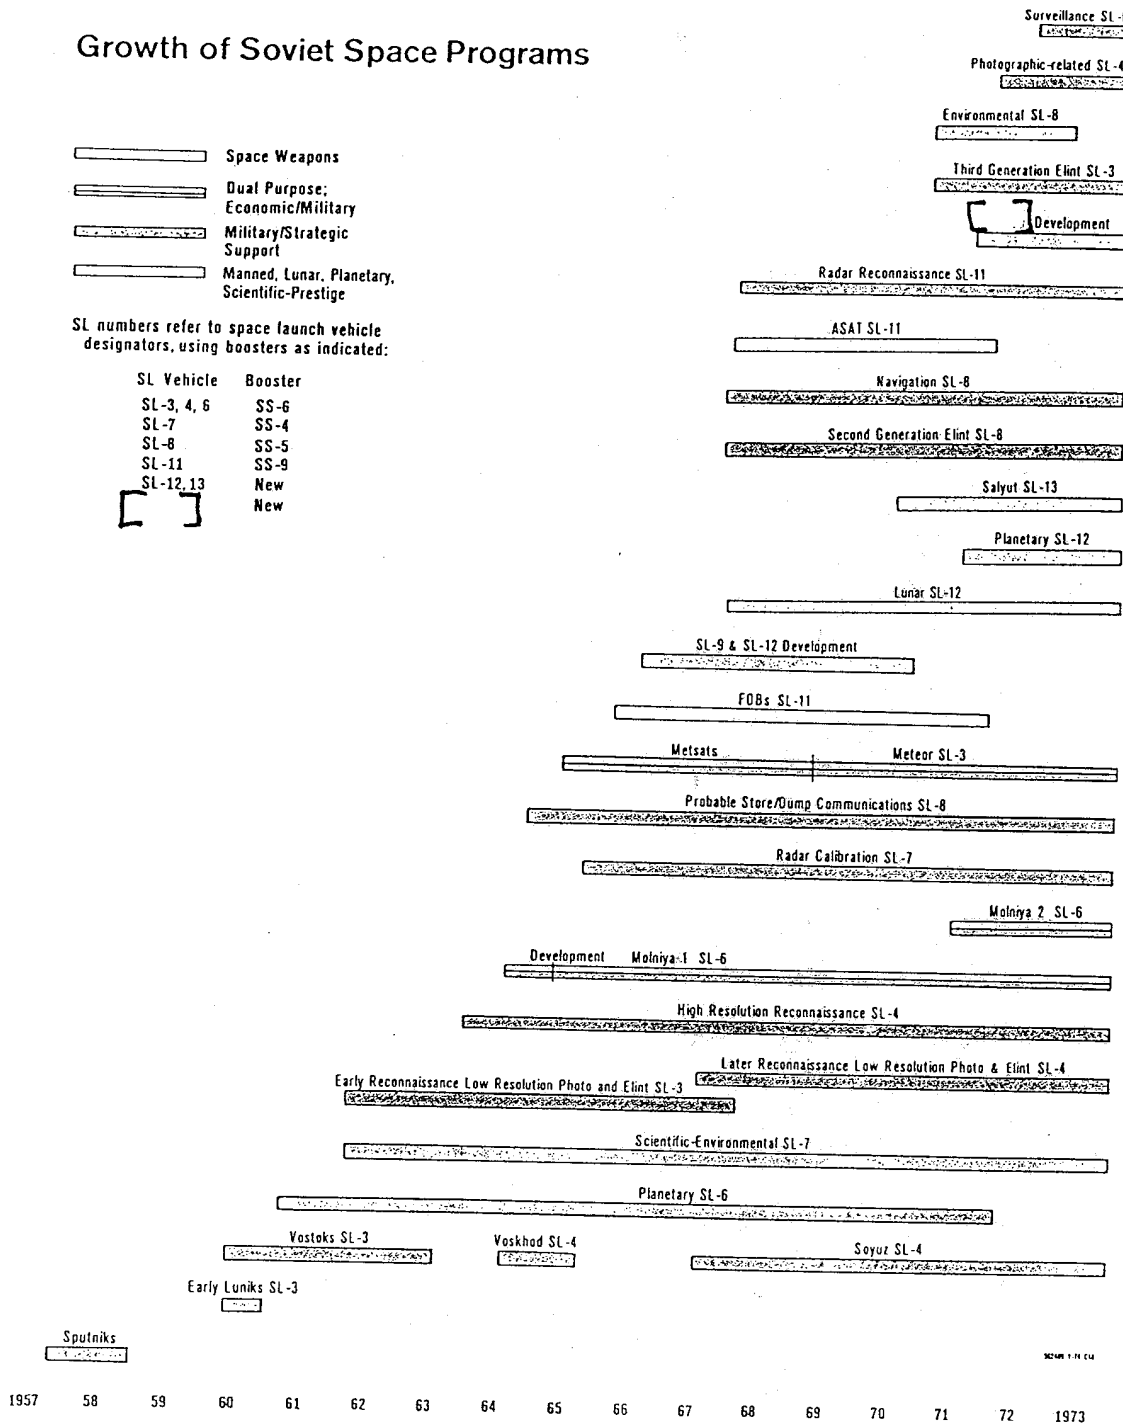 Growth of Soviet Space Programs
Space Weapons
Dual Purpose;
Economic/Military
Military/Strategic
Support
Manned, Lunar, Planetary,
Scientific-Prestige
SL numbers refer to space launch vehicle
designators, using boosters as indicated:
SL Vehicle Booster
SL-3, 4, 6 SS-6
SL-7 SS-4
SL-8 SS-5
SL-11 SS-9
SL-12, 13 New
New
Surveillance SL-
Photographic-related SL-4
Environmental SL-8
Third Generation Elint SL-3
Development
Radar Reconnaissance SL-11
ASAT SL-11
Navigation SL-8
Second Generation Elint SL-8
Salyut SL-13
Planetary SL-12
Lunar SL-12
SL-9 & SL-12 Development
FOBs SL-11
Metsats Meteor SL-3
Probable Store/Dump Communications SL-8
Radar Calibration SL-7
Molniya 2 SL-6
Development Molniya-1 SL-6
High Resolution Reconnaissance SL-4
Later Reconnaissance Low Resolution Photo & Elint SL-4
Early Reconnaissance Low Resolution Photo and Elint SL-3
Scientific-Environmental SL-7
Planetary SL-6
Vostoks SL-3 Voskhod SL-4 Soyuz SL-4
Early Luniks SL-3
Sputniks
1957 58 59 60 61 62 63 64 65 66 67 68 69 70 71 72 1973